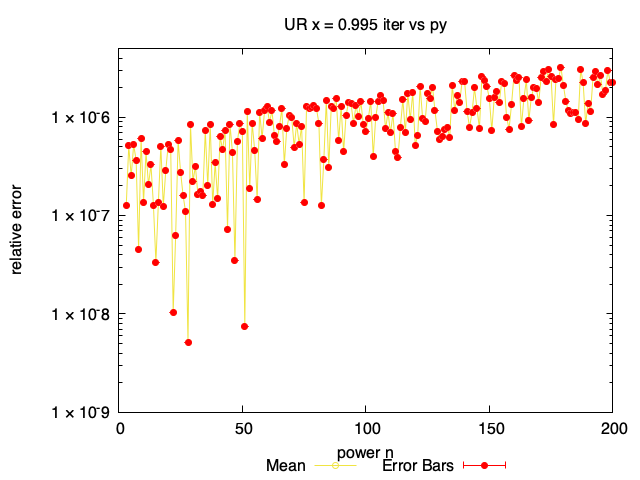 UR x = 0.995 iter vs py
1 × 10^-6
1 × 10^-7
1 × 10^-8
1 × 10^-9
relative error
0 50 100 150 200
power n
Mean Error Bars